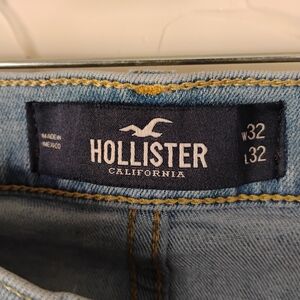 MADE IN
MEXICO
HOLLISTER
CALIFORNIA
W32
L32